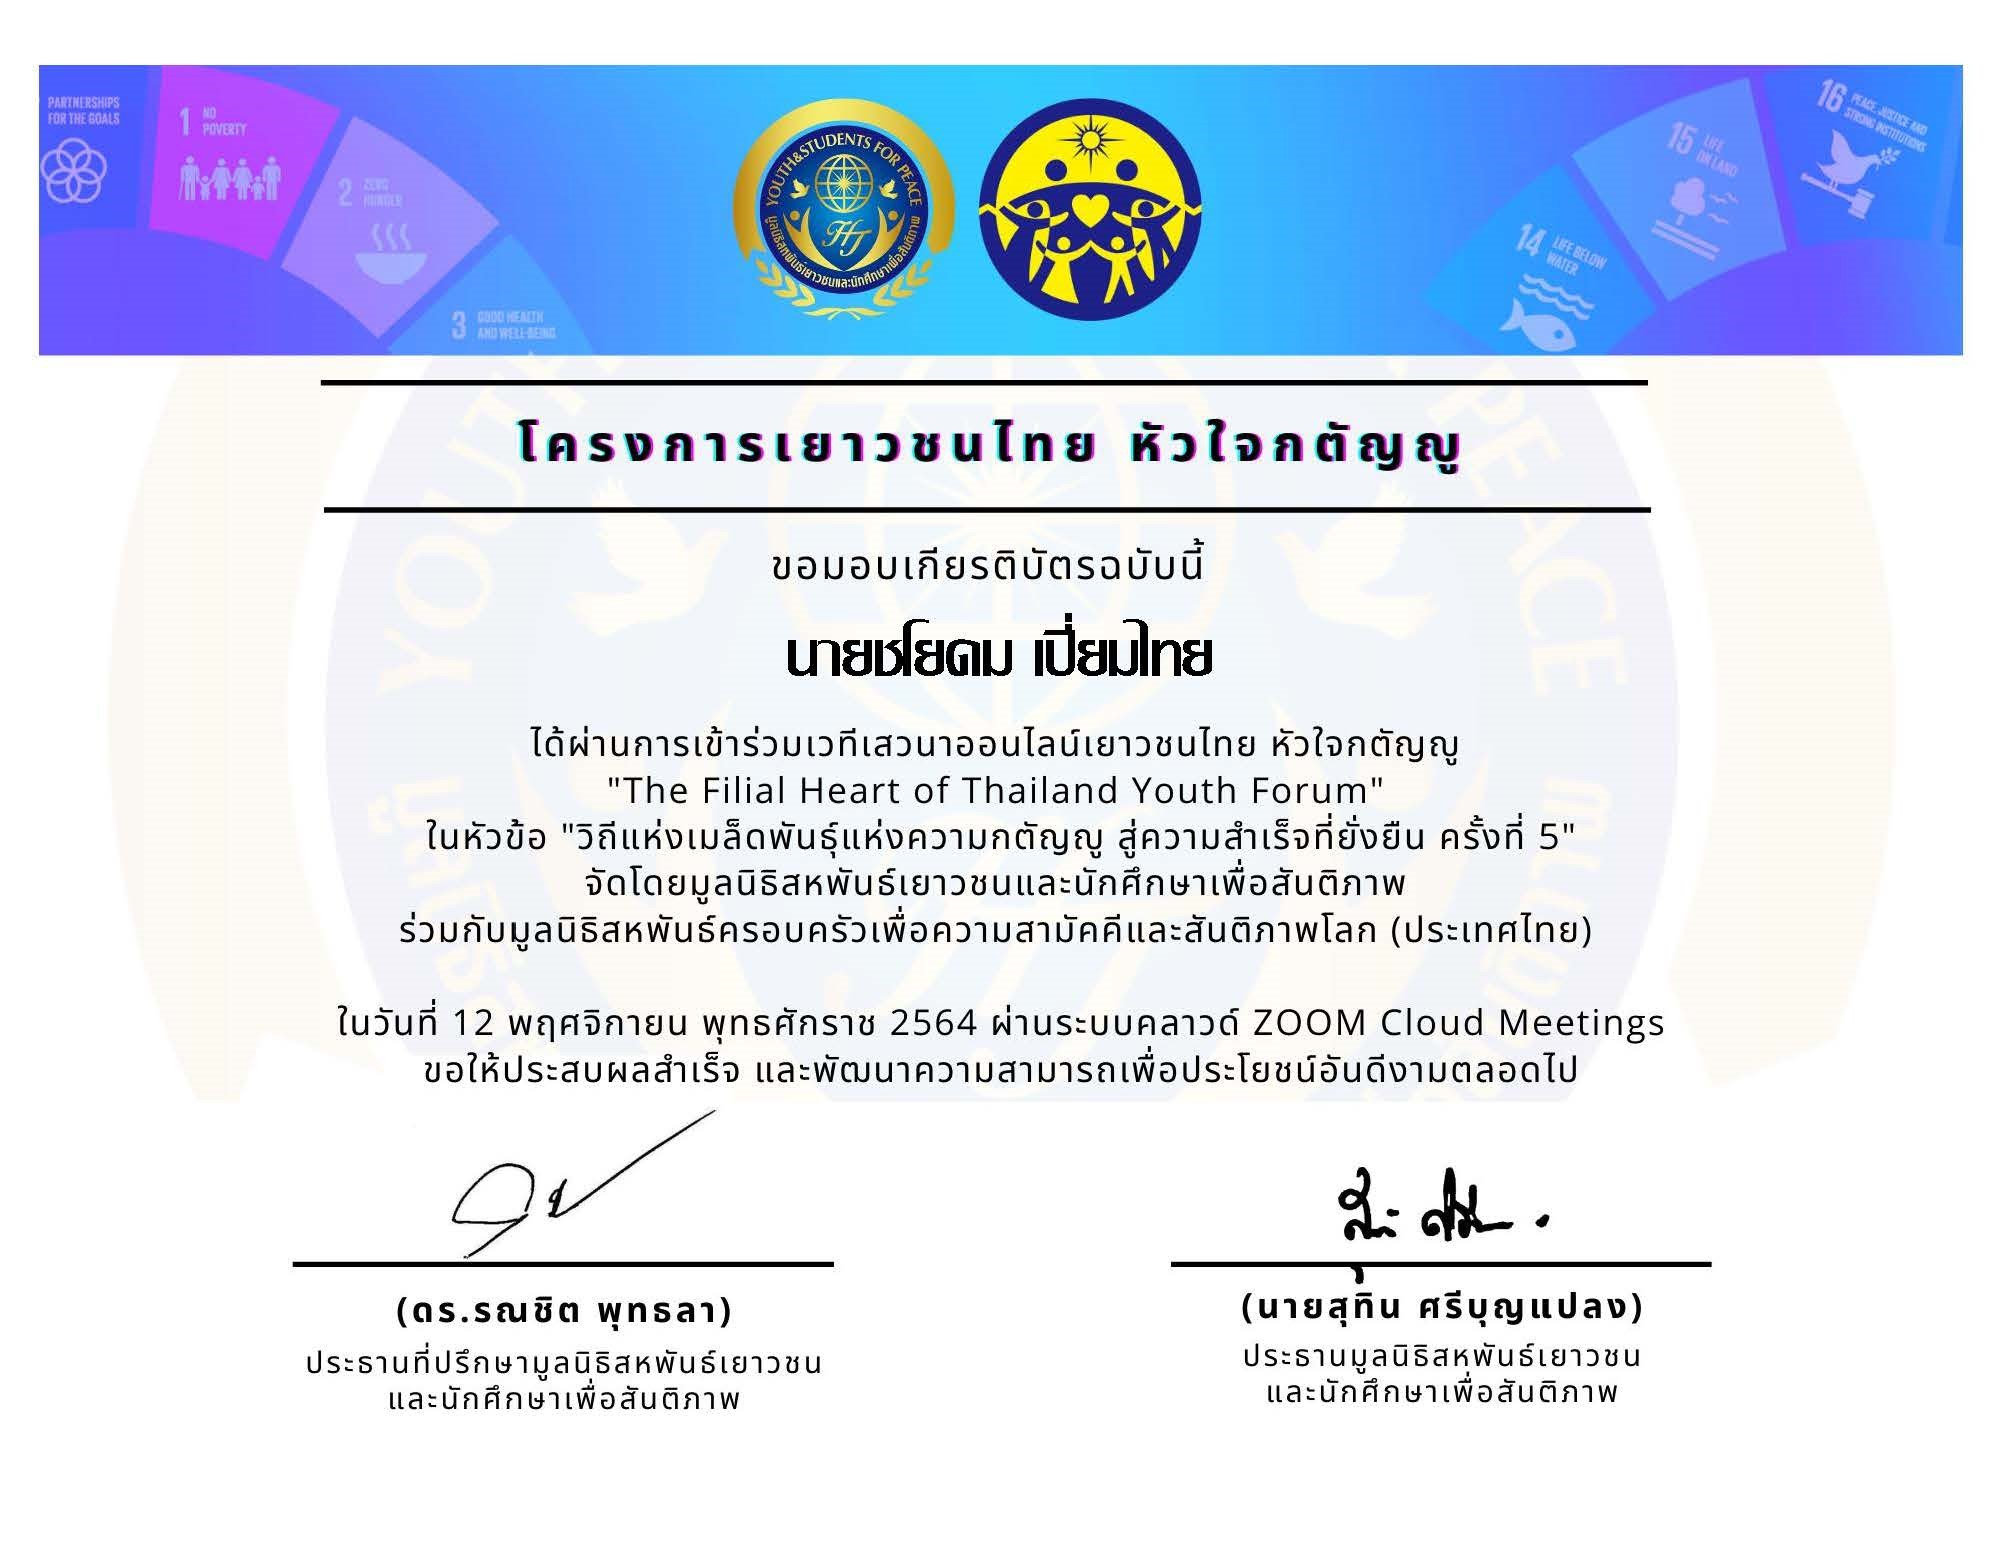 PARTNERSHIPS
FOR THE GOALS
1 NO
POVERTY
2 ZERO
HUNGER
3 GOOD HEALTH
AND WELL-BEING
YOUTH&STUDENTS FOR PEACE
มูลนิธิสหพันธ์เยาวชนและนักศึกษาเพื่อสันติภาพ
14 LIFE BELOW
WATER
15 LIFE
ON LAND
16 PEACE, JUSTICE AND
STRONG INSTITUTIONS
โครงการเยาวชนไทย หัวใจกตัญญู
ขอมอบเกียรติบัตรฉบับนี้
นายชโยดม เปี่ยมไทย
ได้ผ่านการเข้าร่วมเวทีเสวนาออนไลน์เยาวชนไทย หัวใจกตัญญู
"The Filial Heart of Thailand Youth Forum"
ในหัวข้อ "วิถีแห่งเมล็ดพันธุ์แห่งความกตัญญู สู่ความสำเร็จที่ยั่งยืน ครั้งที่ 5"
จัดโดยมูลนิธิสหพันธ์เยาวชนและนักศึกษาเพื่อสันติภาพ
ร่วมกับมูลนิธิสหพันธ์ครอบครัวเพื่อความสามัคคีและสันติภาพโลก (ประเทศไทย)
ในวันที่ 12 พฤศจิกายน พุทธศักราช 2564 ผ่านระบบคลาวด์ ZOOM Cloud Meetings
ขอให้ประสบผลสำเร็จ และพัฒนาความสามารถเพื่อประโยชน์อันดีงามตลอดไป
(ดร.รณชิต พุทธลา)
ประธานที่ปรึกษามูลนิธิสหพันธ์เยาวชน
และนักศึกษาเพื่อสันติภาพ
(นายสุทิน ศรีบุญแปลง)
ประธานมูลนิธิสหพันธ์เยาวชน
และนักศึกษาเพื่อสันติภาพ